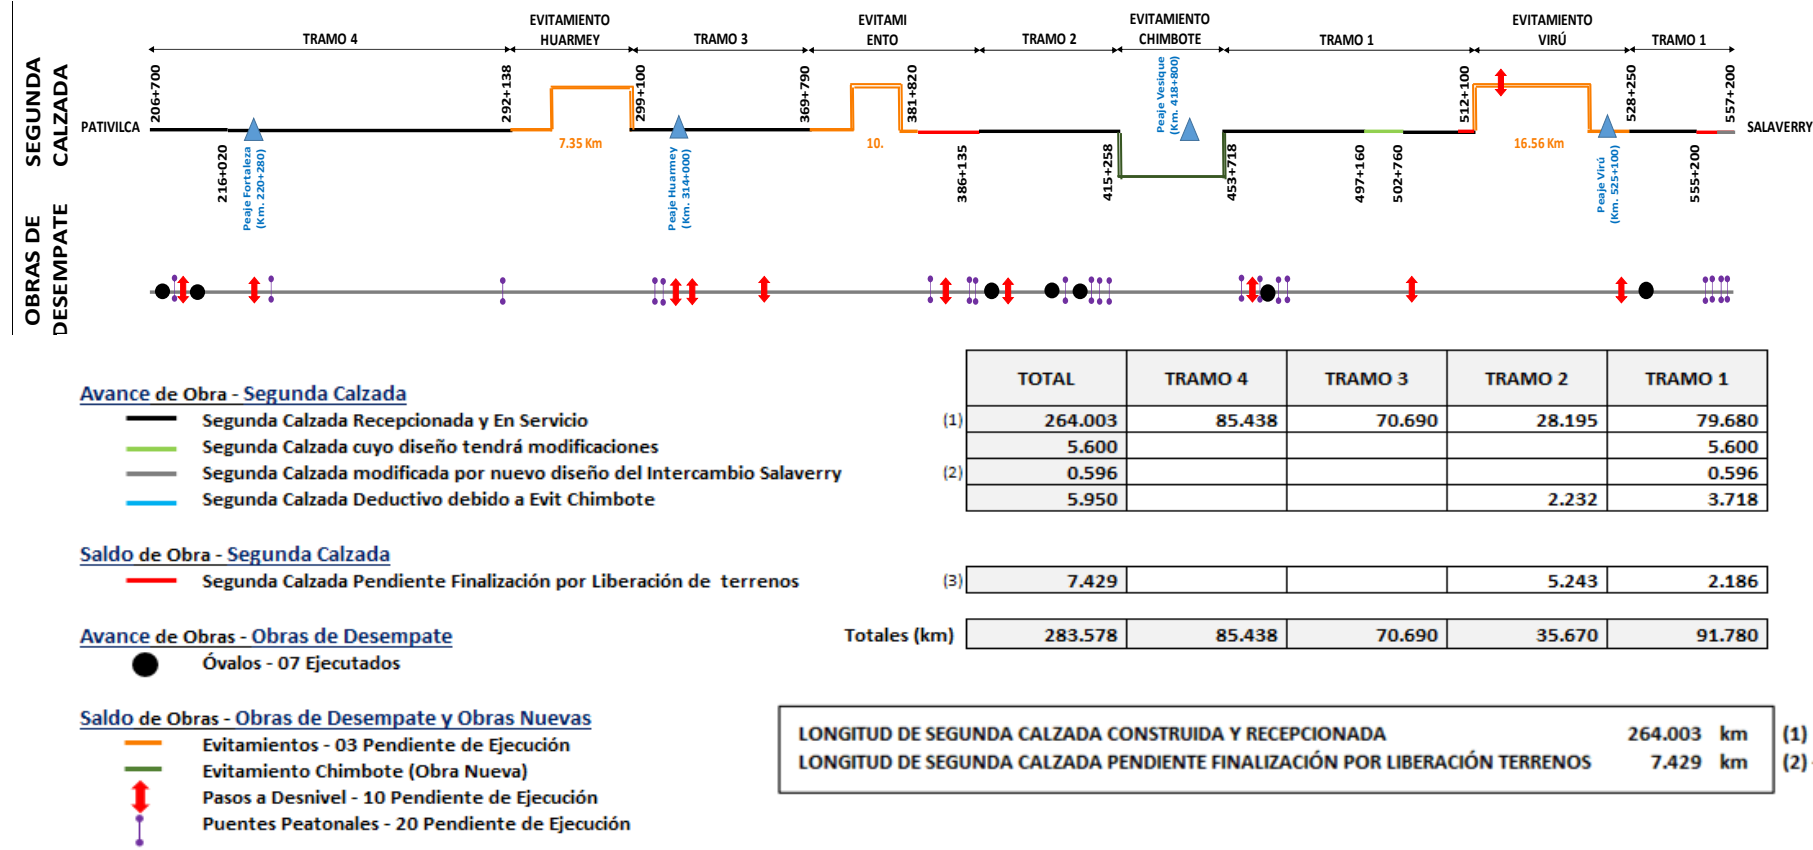 EVITAMIENTO
HUARMEY
EVITAMI
ENTO
EVITAMIENTO
CHIMBOTE
EVITAMIENTO
VIRÚ
TRAMO 4
TRAMO 3
TRAMO 2
TRAMO 1
TRAMO 1
SEGUNDA
CALZADA
206+700
292+138
299+100
369+790
381+820
Peaje Vesique
(Km. 418+800)
512+100
528+250
557+200
PATIVILCA
SALAVERRY
7.35 Km
10.
16.56 Km
216+020
Peaje Fortaleza
(Km. 220+280)
Peaje Huarmey
(Km. 314+000)
386+135
415+258
453+718
497+160
502+760
Peaje Virú
(Km. 525+100)
555+200
OBRAS DE
DESEMPATE
TOTAL TRAMO 4 TRAMO 3 TRAMO 2 TRAMO 1
Avance de Obra - Segunda Calzada
Segunda Calzada Recepcionada y En Servicio (1) 264.003 85.438 70.690 28.195 79.680
Segunda Calzada cuyo diseño tendrá modificaciones 5.600 5.600
Segunda Calzada modificada por nuevo diseño del Intercambio Salaverry (2) 0.596 0.596
Segunda Calzada Deductivo debido a Evit Chimbote 5.950 2.232 3.718
Saldo de Obra - Segunda Calzada
Segunda Calzada Pendiente Finalización por Liberación de terrenos (3) 7.429 5.243 2.186
Avance de Obras - Obras de Desempate
Totales (km) 283.578 85.438 70.690 35.670 91.780
Óvalos - 07 Ejecutados
Saldo de Obras - Obras de Desempate y Obras Nuevas
Evitamientos - 03 Pendiente de Ejecución
Evitamiento Chimbote (Obra Nueva)
Pasos a Desnivel - 10 Pendiente de Ejecución
Puentes Peatonales - 20 Pendiente de Ejecución
LONGITUD DE SEGUNDA CALZADA CONSTRUIDA Y RECEPCIONADA 264.003 km (1)
LONGITUD DE SEGUNDA CALZADA PENDIENTE FINALIZACIÓN POR LIBERACIÓN TERRENOS 7.429 km (2)